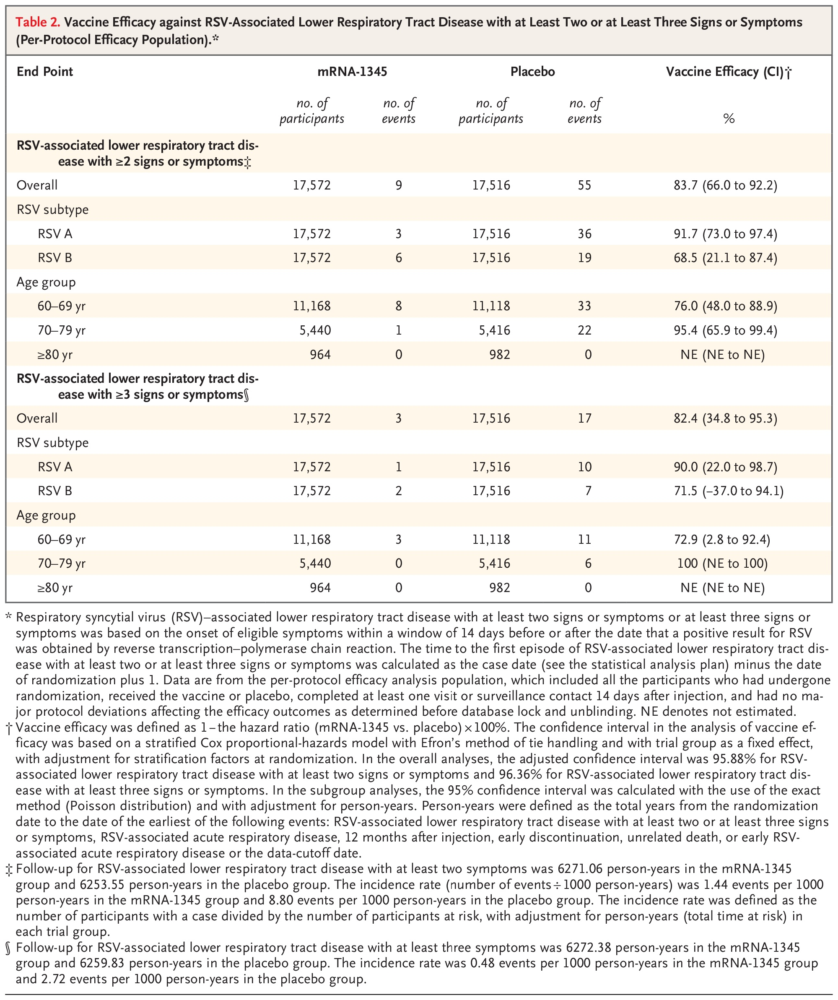 Table 2. Vaccine Efficacy against RSV-Associated Lower Respiratory Tract Disease with at Least Two or at Least Three Signs or Symptoms
(Per-Protocol Efficacy Population).*
End Point mRNA-1345 Placebo Vaccine Efficacy (CI)†
no. of participants no. of events no. of participants no. of events %
RSV-associated lower respiratory tract dis-
ease with ≥2 signs or symptoms‡
Overall 17,572 9 17,516 55 83.7 (66.0 to 92.2)
RSV subtype
RSV A 17,572 3 17,516 36 91.7 (73.0 to 97.4)
RSV B 17,572 6 17,516 19 68.5 (21.1 to 87.4)
Age group
60–69 yr 11,168 8 11,118 33 76.0 (48.0 to 88.9)
70–79 yr 5,440 1 5,416 22 95.4 (65.9 to 99.4)
≥80 yr 964 0 982 0 NE (NE to NE)
RSV-associated lower respiratory tract dis-
ease with ≥3 signs or symptoms§
Overall 17,572 3 17,516 17 82.4 (34.8 to 95.3)
RSV subtype
RSV A 17,572 1 17,516 10 90.0 (22.0 to 98.7)
RSV B 17,572 2 17,516 7 71.5 (–37.0 to 94.1)
Age group
60–69 yr 11,168 3 11,118 11 72.9 (2.8 to 92.4)
70–79 yr 5,440 0 5,416 6 100 (NE to 100)
≥80 yr 964 0 982 0 NE (NE to NE)
* Respiratory syncytial virus (RSV)–associated lower respiratory tract disease with at least two signs or symptoms or at least three signs or
symptoms was based on the onset of eligible symptoms within a window of 14 days before or after the date that a positive result for RSV
was obtained by reverse transcription–polymerase chain reaction. The time to the first episode of RSV-associated lower respiratory tract dis-
ease with at least two or at least three signs or symptoms was calculated as the case date (see the statistical analysis plan) minus the date
of randomization plus 1. Data are from the per-protocol efficacy analysis population, which included all the participants who had undergone
randomization, received the vaccine or placebo, completed at least one visit or surveillance contact 14 days after injection, and had no ma-
jor protocol deviations affecting the efficacy outcomes as determined before database lock and unblinding. NE denotes not estimated.
† Vaccine efficacy was defined as 1 – the hazard ratio (mRNA-1345 vs. placebo) × 100%. The confidence interval in the analysis of vaccine ef-
ficacy was based on a stratified Cox proportional-hazards model with Efron's method of tie handling and with trial group as a fixed effect,
with adjustment for stratification factors at randomization. In the overall analyses, the adjusted confidence interval was 95.88% for RSV-
associated lower respiratory tract disease with at least two signs or symptoms and 96.36% for RSV-associated lower respiratory tract dis-
ease with at least three signs or symptoms. In the subgroup analyses, the 95% confidence interval was calculated with the use of the exact
method (Poisson distribution) and with adjustment for person-years. Person-years were defined as the total years from the randomization
date to the date of the earliest of the following events: RSV-associated lower respiratory tract disease with at least two or at least three signs
or symptoms, RSV-associated acute respiratory disease, 12 months after injection, early discontinuation, unrelated death, or early RSV-
associated acute respiratory disease or the data-cutoff date.
‡ Follow-up for RSV-associated lower respiratory tract disease with at least two symptoms was 6271.06 person-years in the mRNA-1345
group and 6253.55 person-years in the placebo group. The incidence rate (number of events ÷ 1000 person-years) was 1.44 events per 1000
person-years in the mRNA-1345 group and 8.80 events per 1000 person-years in the placebo group. The incidence rate was defined as the
number of participants with a case divided by the number of participants at risk, with adjustment for person-years (total time at risk) in
each trial group.
§ Follow-up for RSV-associated lower respiratory tract disease with at least three symptoms was 6272.38 person-years in the mRNA-1345
group and 6259.83 person-years in the placebo group. The incidence rate was 0.48 events per 1000 person-years in the mRNA-1345 group
and 2.72 events per 1000 person-years in the placebo group.